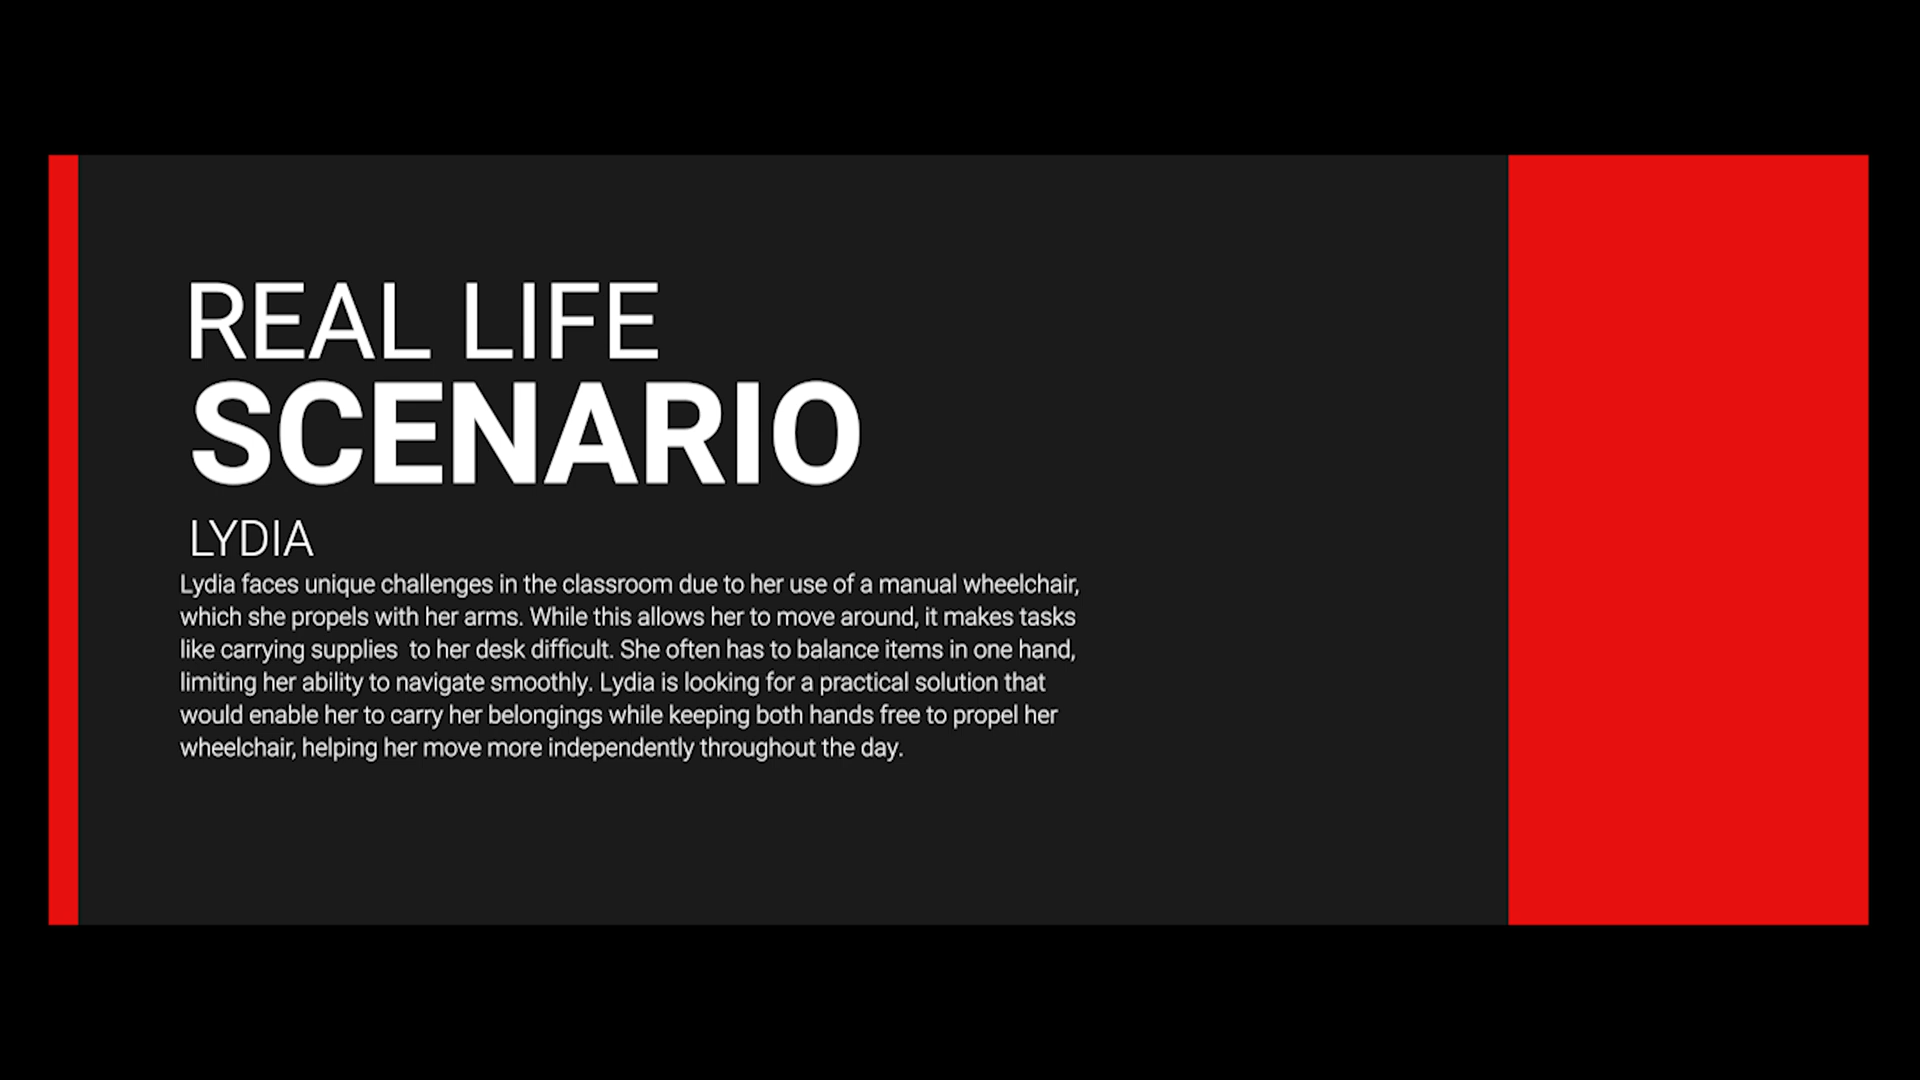 REAL LIFE
SCENARIO
LYDIA
Lydia faces unique challenges in the classroom due to her use of a manual wheelchair,
which she propels with her arms. While this allows her to move around, it makes tasks
like carrying supplies  to her desk difficult. She often has to balance items in one hand,
limiting her ability to navigate smoothly. Lydia is looking for a practical solution that
would enable her to carry her belongings while keeping both hands free to propel her
wheelchair, helping her move more independently throughout the day.